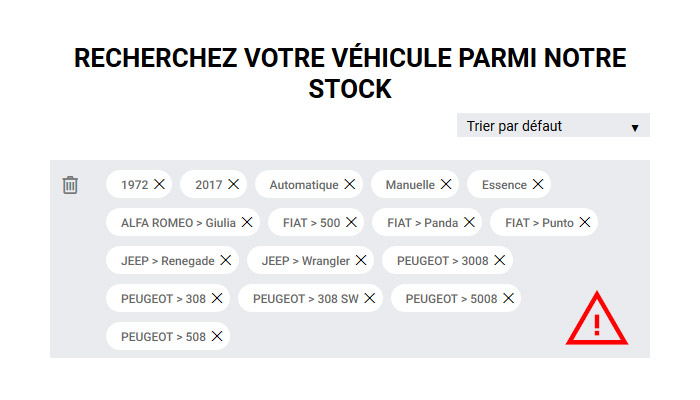 RECHERCHEZ VOTRE VÉHICULE PARMI NOTRE
STOCK
Trier par défaut
1972 2017 Automatique Manuelle Essence
ALFA ROMEO > Giulia FIAT > 500 FIAT > Panda FIAT > Punto
JEEP > Renegade JEEP > Wrangler PEUGEOT > 3008
PEUGEOT > 308 PEUGEOT > 308 SW PEUGEOT > 5008
PEUGEOT > 508